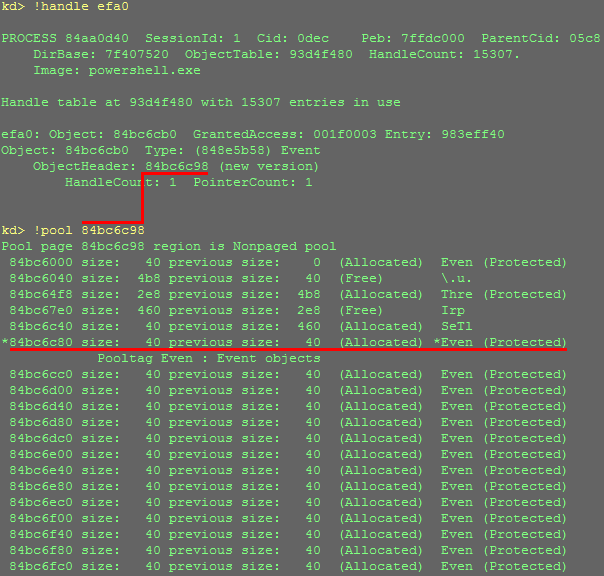 kd> !handle efa0
PROCESS 84aa0d40  SessionId: 1  Cid: 0dec    Peb: 7ffdc000  ParentCid: 05c8
DirBase: 7f407520  ObjectTable: 93d4f480  HandleCount: 15307.
Image: powershell.exe
Handle table at 93d4f480 with 15307 entries in use
efa0: Object: 84bc6cb0  GrantedAccess: 001f0003 Entry: 983eff40
Object: 84bc6cb0  Type: (848e5b58) Event
ObjectHeader: 84bc6c98 (new version)
HandleCount: 1  PointerCount: 1
kd> !pool 84bc6c98
Pool page 84bc6c98 region is Nonpaged pool
84bc6000 size:   40 previous size:    0  (Allocated)  Even (Protected)
84bc6040 size:  4b8 previous size:   40  (Free)       \.u.
84bc64f8 size:  2e8 previous size:  4b8  (Allocated)  Thre (Protected)
84bc67e0 size:  460 previous size:  2e8  (Free)       Irp
84bc6c40 size:   40 previous size:  460  (Allocated)  SeTl
*84bc6c80 size:   40 previous size:   40  (Allocated) *Even (Protected)
Pooltag Even : Event objects
84bc6cc0 size:   40 previous size:   40  (Allocated)  Even (Protected)
84bc6d00 size:   40 previous size:   40  (Allocated)  Even (Protected)
84bc6d40 size:   40 previous size:   40  (Allocated)  Even (Protected)
84bc6d80 size:   40 previous size:   40  (Allocated)  Even (Protected)
84bc6dc0 size:   40 previous size:   40  (Allocated)  Even (Protected)
84bc6e00 size:   40 previous size:   40  (Allocated)  Even (Protected)
84bc6e40 size:   40 previous size:   40  (Allocated)  Even (Protected)
84bc6e80 size:   40 previous size:   40  (Allocated)  Even (Protected)
84bc6ec0 size:   40 previous size:   40  (Allocated)  Even (Protected)
84bc6f00 size:   40 previous size:   40  (Allocated)  Even (Protected)
84bc6f40 size:   40 previous size:   40  (Allocated)  Even (Protected)
84bc6f80 size:   40 previous size:   40  (Allocated)  Even (Protected)
84bc6fc0 size:   40 previous size:   40  (Allocated)  Even (Protected)